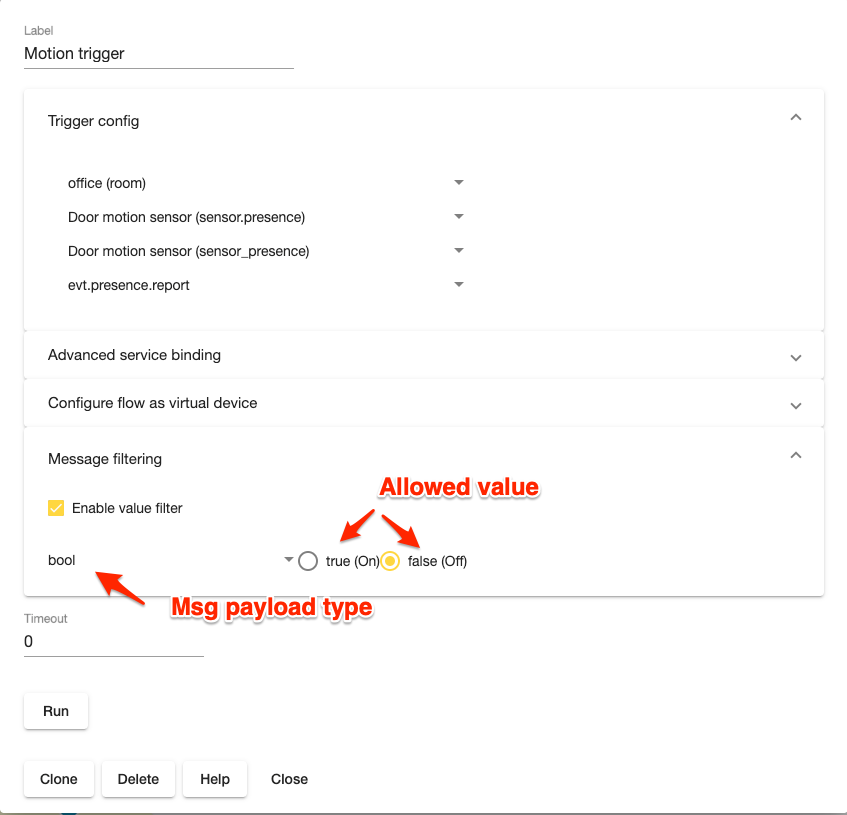 Label
Motion trigger
Trigger config
office (room)
Door motion sensor (sensor.presence)
Door motion sensor (sensor_presence)
evt.presence.report
Advanced service binding
Configure flow as virtual device
Message filtering
Allowed value
Enable value filter
bool true (On) false (Off)
Msg payload type
Timeout
0
Run
Clone Delete Help Close